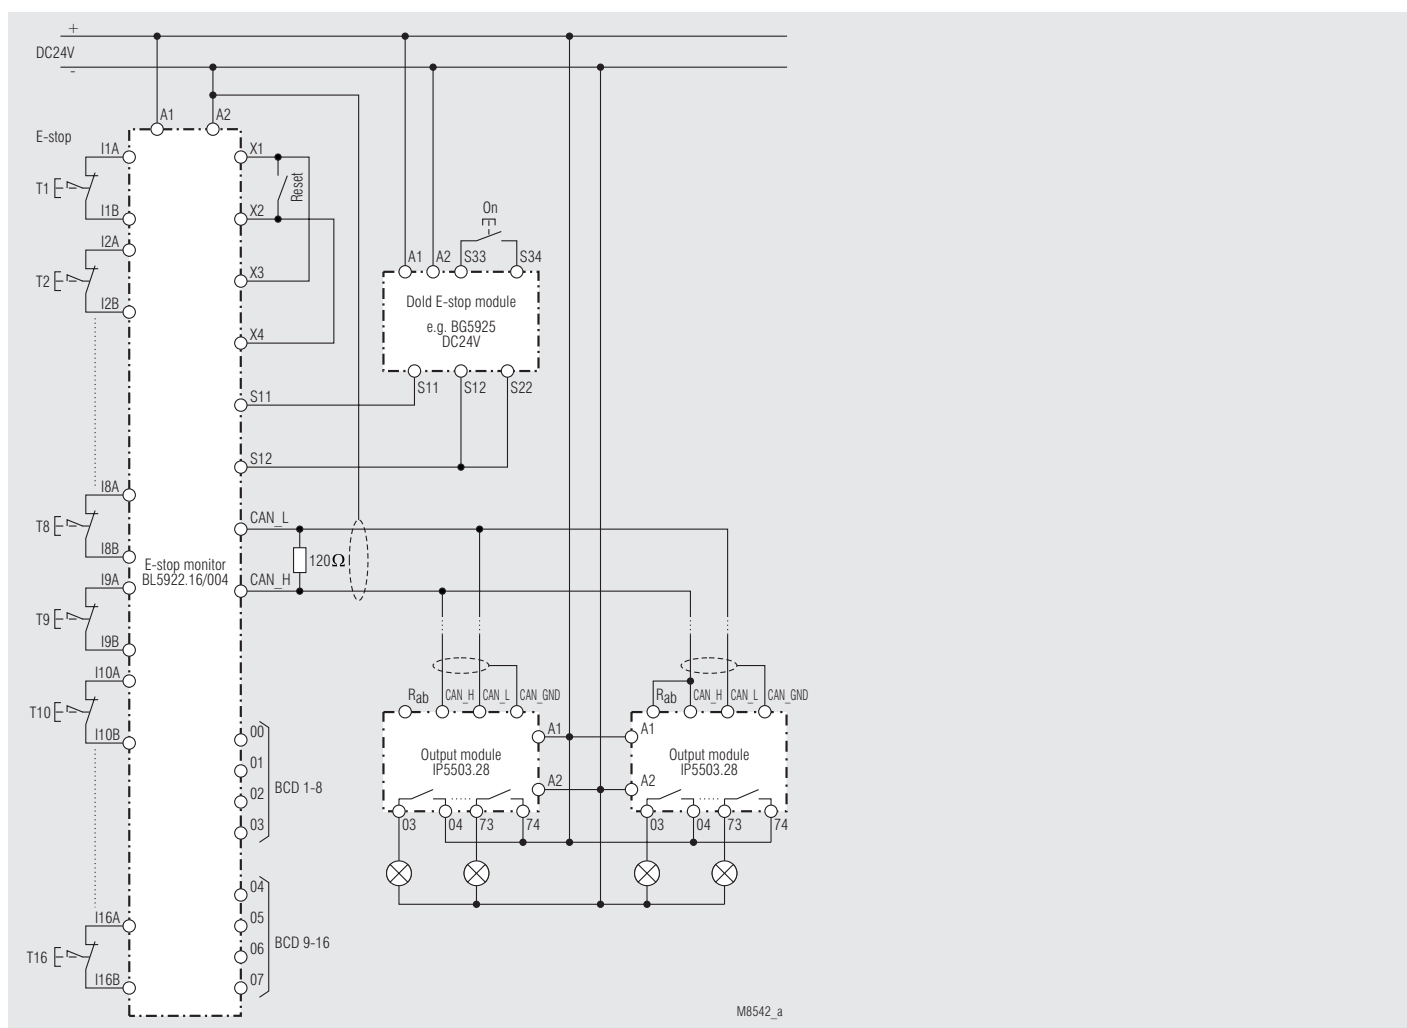 +
DC24V
-
A1
A2
E-stop
I1A
T1
I1B
I2A
T2
I2B
I8A
T8
I8B
I9A
T9
I9B
I10A
T10
I10B
I16A
T16
I16B
E-stop monitor
BL5922.16/004
X1
Reset
X2
X3
X4
S11
S12
CAN_L
120Ω
CAN_H
00
01
02
03
BCD 1-8
04
05
06
07
BCD 9-16
On
A1
A2
S33
S34
Dold E-stop module
e.g. BG5925
DC24V
S11
S12
S22
Rab
CAN_H
CAN_L
CAN_GND
A1
Output module
IP5503.28
A2
03
04
73
74
Rab
CAN_H
CAN_L
CAN_GND
A1
Output module
IP5503.28
A2
03
04
73
74
M8542_a